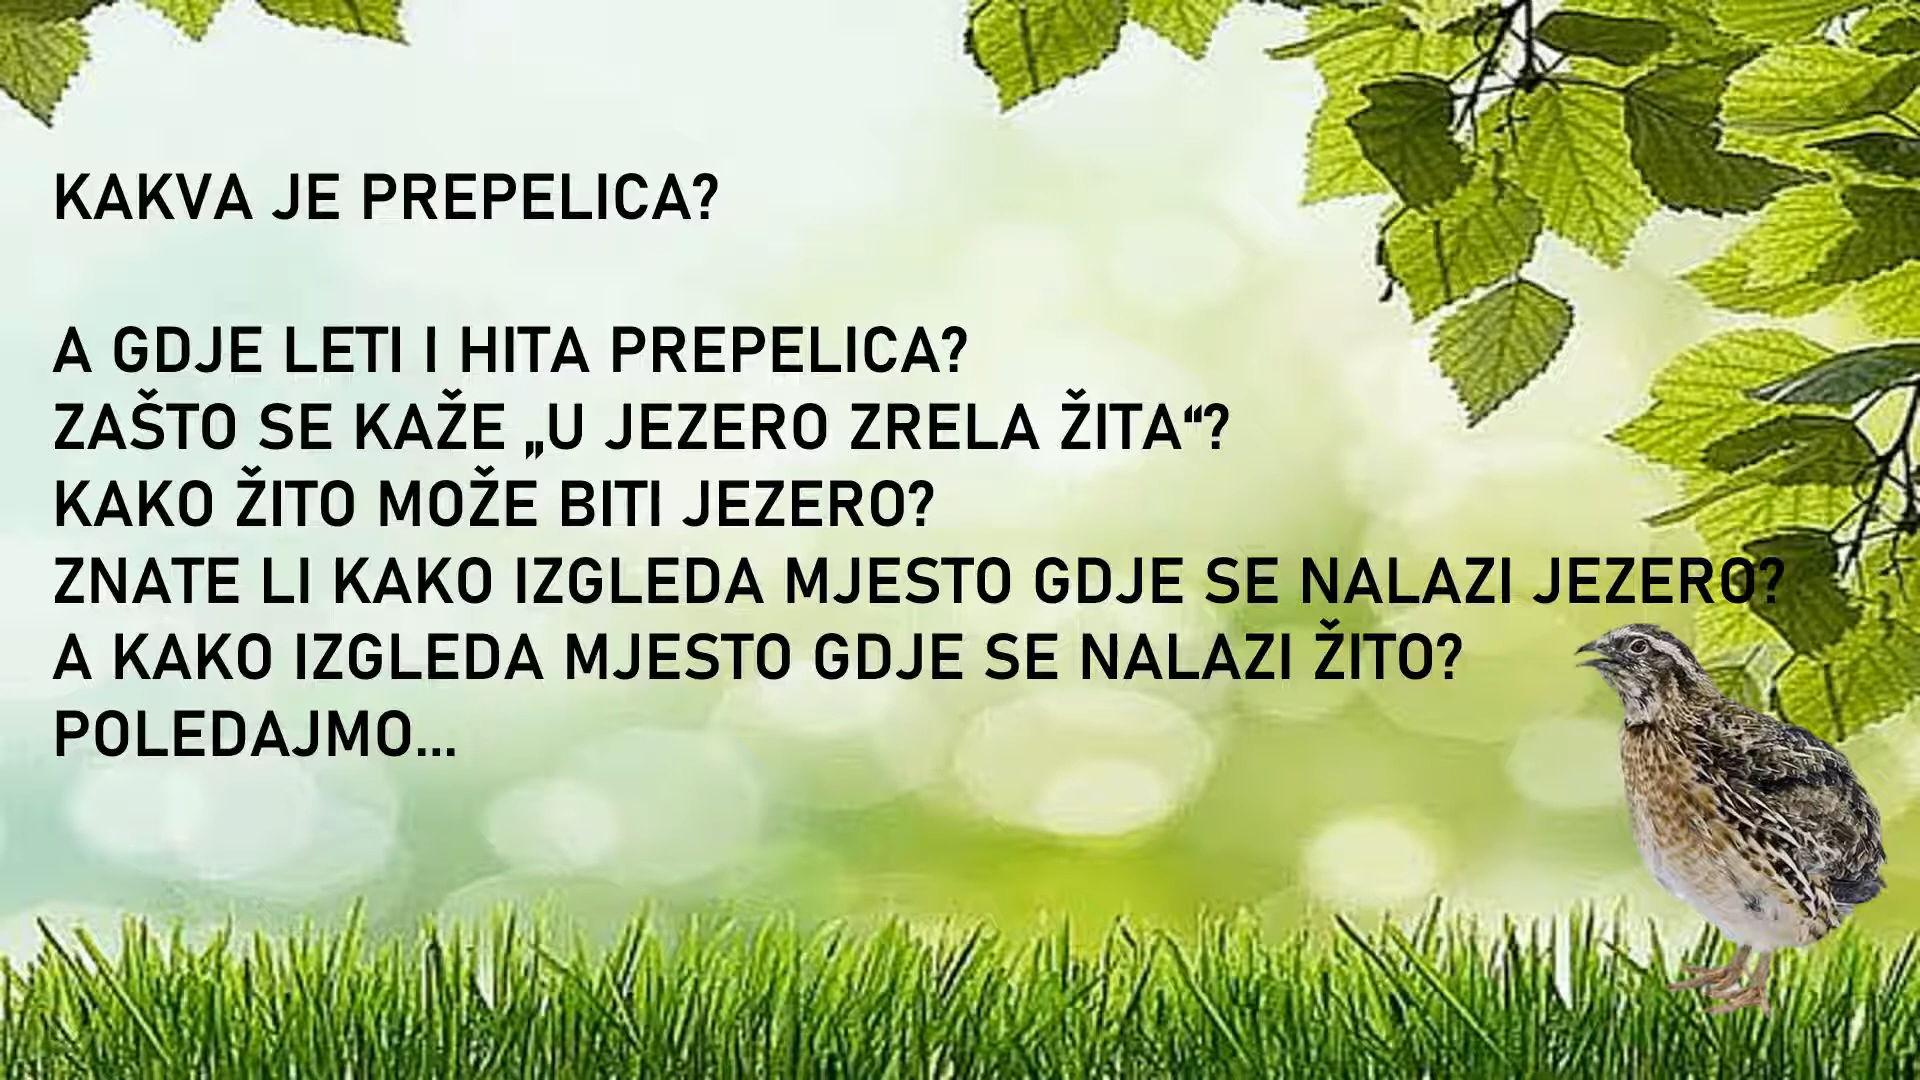 KAKVA JE PREPELICA?
A GDJE LETI I HITA PREPELICA?
ZAŠTO SE KAŽE „U JEZERO ZRELA ŽITA“?
KAKO ŽITO MOŽE BITI JEZERO?
ZNATE LI KAKO IZGLEDA MJESTO GDJE SE NALAZI JEZERO?
A KAKO IZGLEDA MJESTO GDJE SE NALAZI ŽITO?
POLEDAJMO...